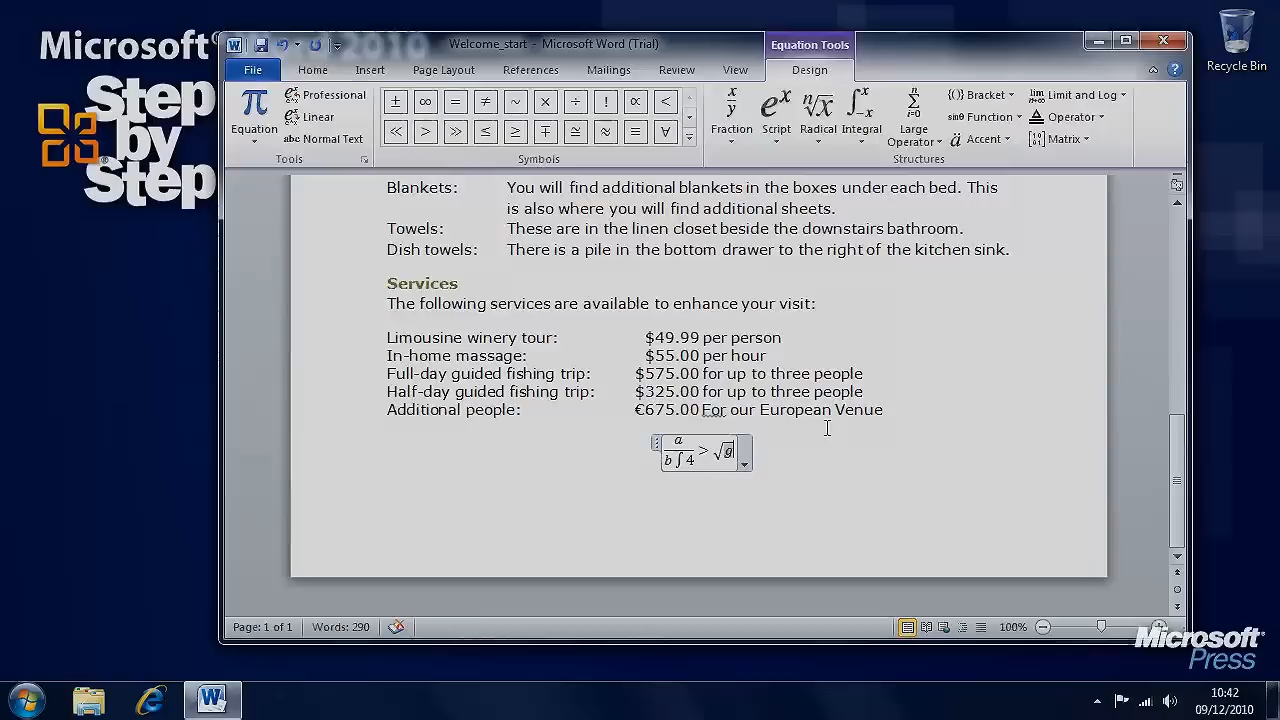 Microsoft® Word 2010
Step
by
Step
Welcome_start - Microsoft Word (Trial)
Equation Tools
Recycle Bin
File Home Insert Page Layout References Mailings Review View Design
π Equation
Professional
Linear
abc Normal Text
Tools
± ∞ = ≠ ~ × ÷ ! ∝ <
≪ > ≫ ≤ ≥ ∓ ≅ ≈ ≡ ∀
Symbols
Fraction Script Radical Integral Large Operator
Bracket
Function
Accent
Limit and Log
Operator
Matrix
Structures
Blankets: You will find additional blankets in the boxes under each bed. This
is also where you will find additional sheets.
Towels: These are in the linen closet beside the downstairs bathroom.
Dish towels: There is a pile in the bottom drawer to the right of the kitchen sink.
Services
The following services are available to enhance your visit:
Limousine winery tour: $49.99 per person
In-home massage: $55.00 per hour
Full-day guided fishing trip: $575.00 for up to three people
Half-day guided fishing trip: $325.00 for up to three people
Additional people: €675.00 For our European Venue
a
b ∫ 4 > √g
Page: 1 of 1 Words: 290 100%
Microsoft®
Press
10:42
09/12/2010